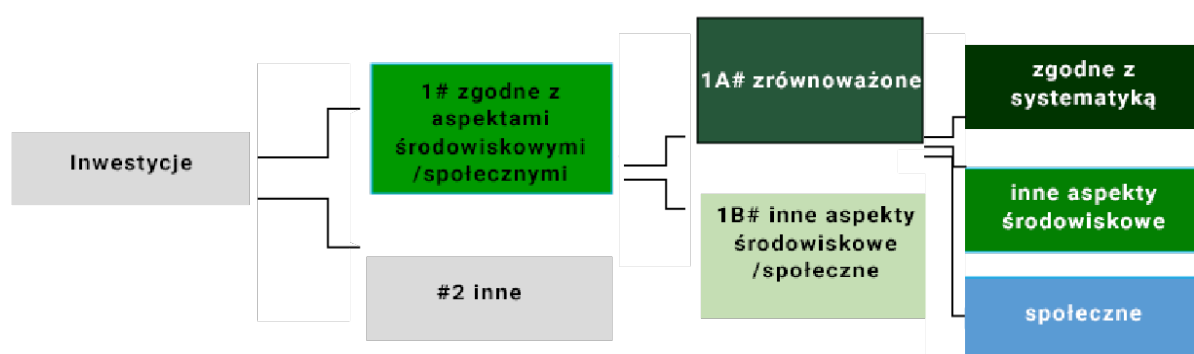 Inwestycje
1# zgodne z
aspektami
środowiskowymi
/społecznymi
#2 inne
1A# zrównoważone
1B# inne aspekty
środowiskowe
/społeczne
zgodne z
systematyką
inne aspekty
środowiskowe
społeczne